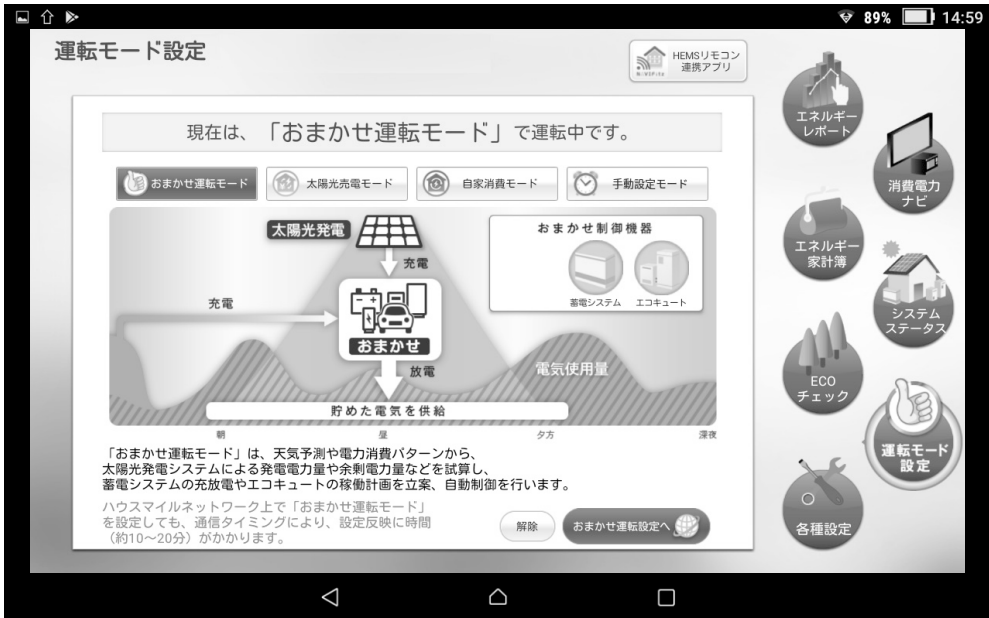 89% 14:59
運転モード設定
HEMSリモコン
連携アプリ
現在は、「おまかせ運転モード」で運転中です。
おまかせ運転モード
太陽光売電モード
自家消費モード
手動設定モード
太陽光発電
充電
充電
おまかせ
放電
電気使用量
貯めた電気を供給
朝 昼 夕方 深夜
おまかせ制御機器
蓄電システム エコキュート
「おまかせ運転モード」は、天気予測や電力消費パターンから、
太陽光発電システムによる発電電力量や余剰電力量などを試算し、
蓄電システムの充放電やエコキュートの稼働計画を立案、自動制御を行います。
ハウスマイルネットワーク上で「おまかせ運転モード」
を設定しても、通信タイミングにより、設定反映に時間
（約10～20分）がかかります。
解除
おまかせ運転設定へ
エネルギー
レポート
消費電力
ナビ
エネルギー
家計簿
システム
ステータス
ECO
チェック
運転モード
設定
各種設定